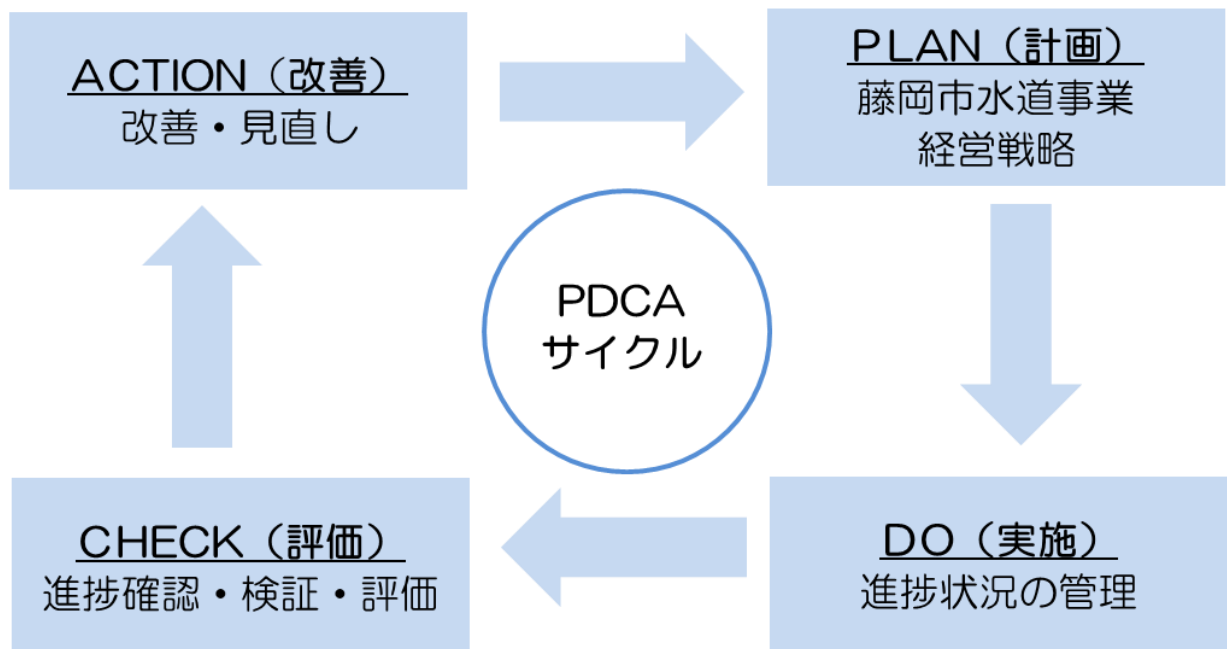 ACTION（改善）
改善・見直し
PLAN（計画）
藤岡市水道事業
経営戦略
PDCA
サイクル
CHECK（評価）
進捗確認・検証・評価
DO（実施）
進捗状況の管理